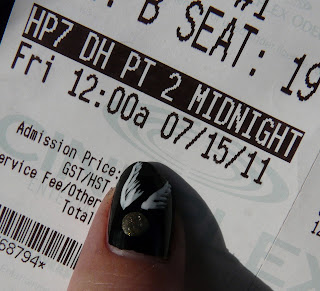 #1
B SEAT: 19
HP7 DH PT 2 MIDNIGHT
Fri 12:00a 07/15/11
Admission Price:
GST/HST:
Service Fee/Other
Total
68794*